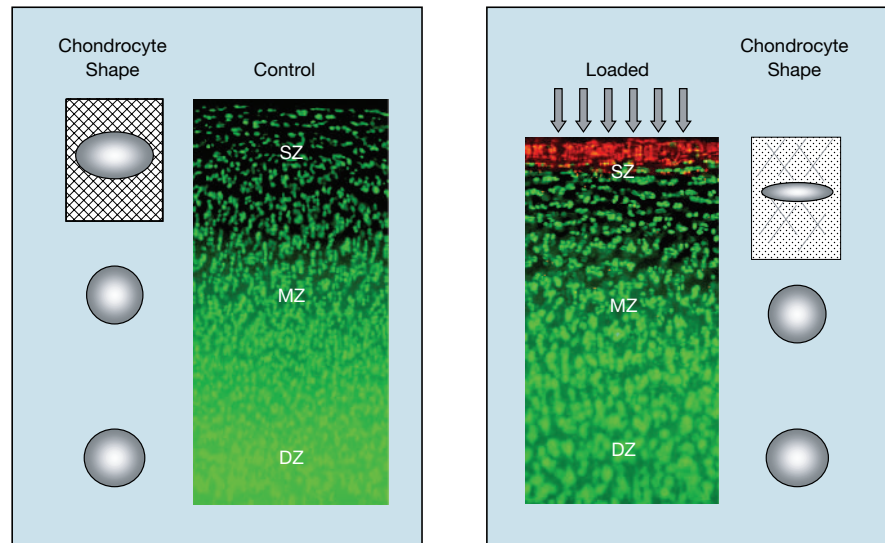 Chondrocyte
Shape
Control
SZ
MZ
DZ
Loaded
Chondrocyte
Shape
SZ
MZ
DZ